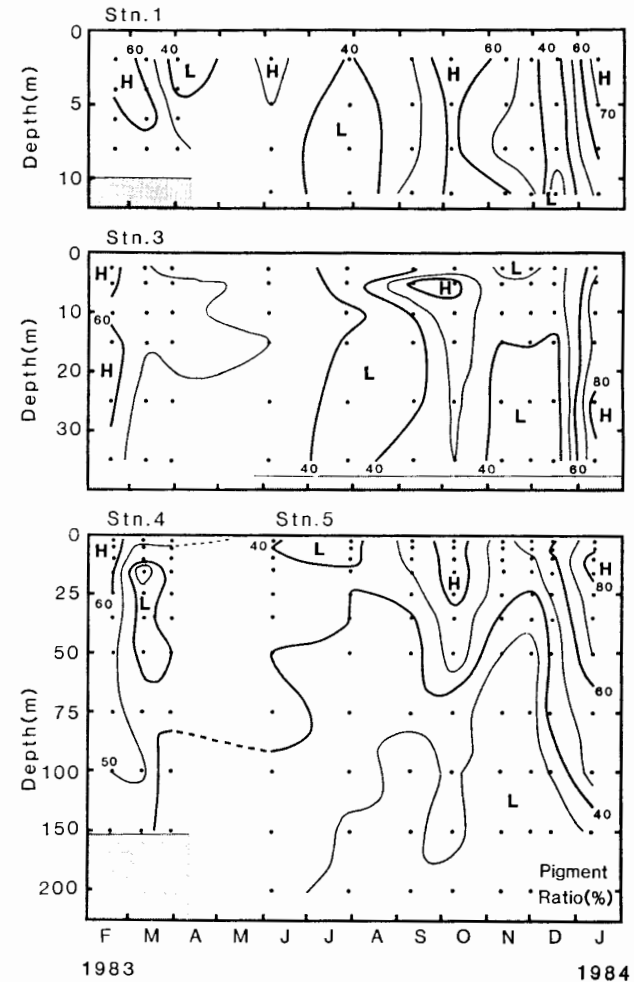 Stn.1
0
60 40 L 40 60 40 60
H H H H
5
L L 70
10
L
Depth(m)
Stn.3
0
H L
H
10
60
20
H L 80
L H
30
40 40 40 60
Depth(m)
Stn.4 Stn.5
0
H 40 L
H H
80
25
60 L
50
60
75
50
100
L 40
150
Pigment
200 Ratio(%)
Depth(m)
F M A M J J A S O N D J
1983 1984